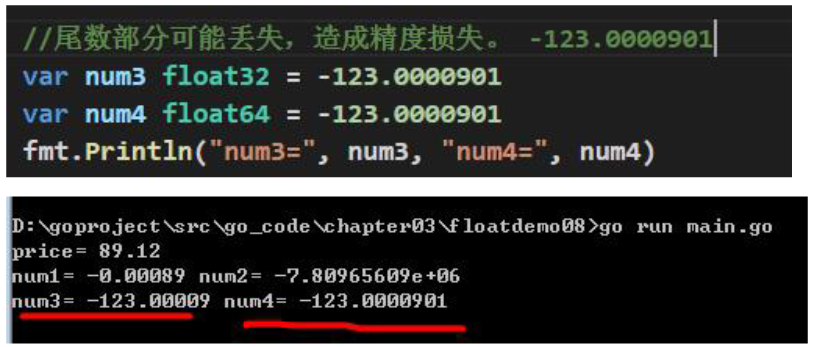 //尾数部分可能丢失，造成精度损失。 -123.0000901
var num3 float32 = -123.0000901
var num4 float64 = -123.0000901
fmt.Println("num3=", num3, "num4=", num4)
D:\goproject\src\go_code\chapter03\floatdemo08>go run main.go
price= 89.12
num1= -0.00089 num2= -7.80965609e+06
num3= -123.00009 num4= -123.0000901